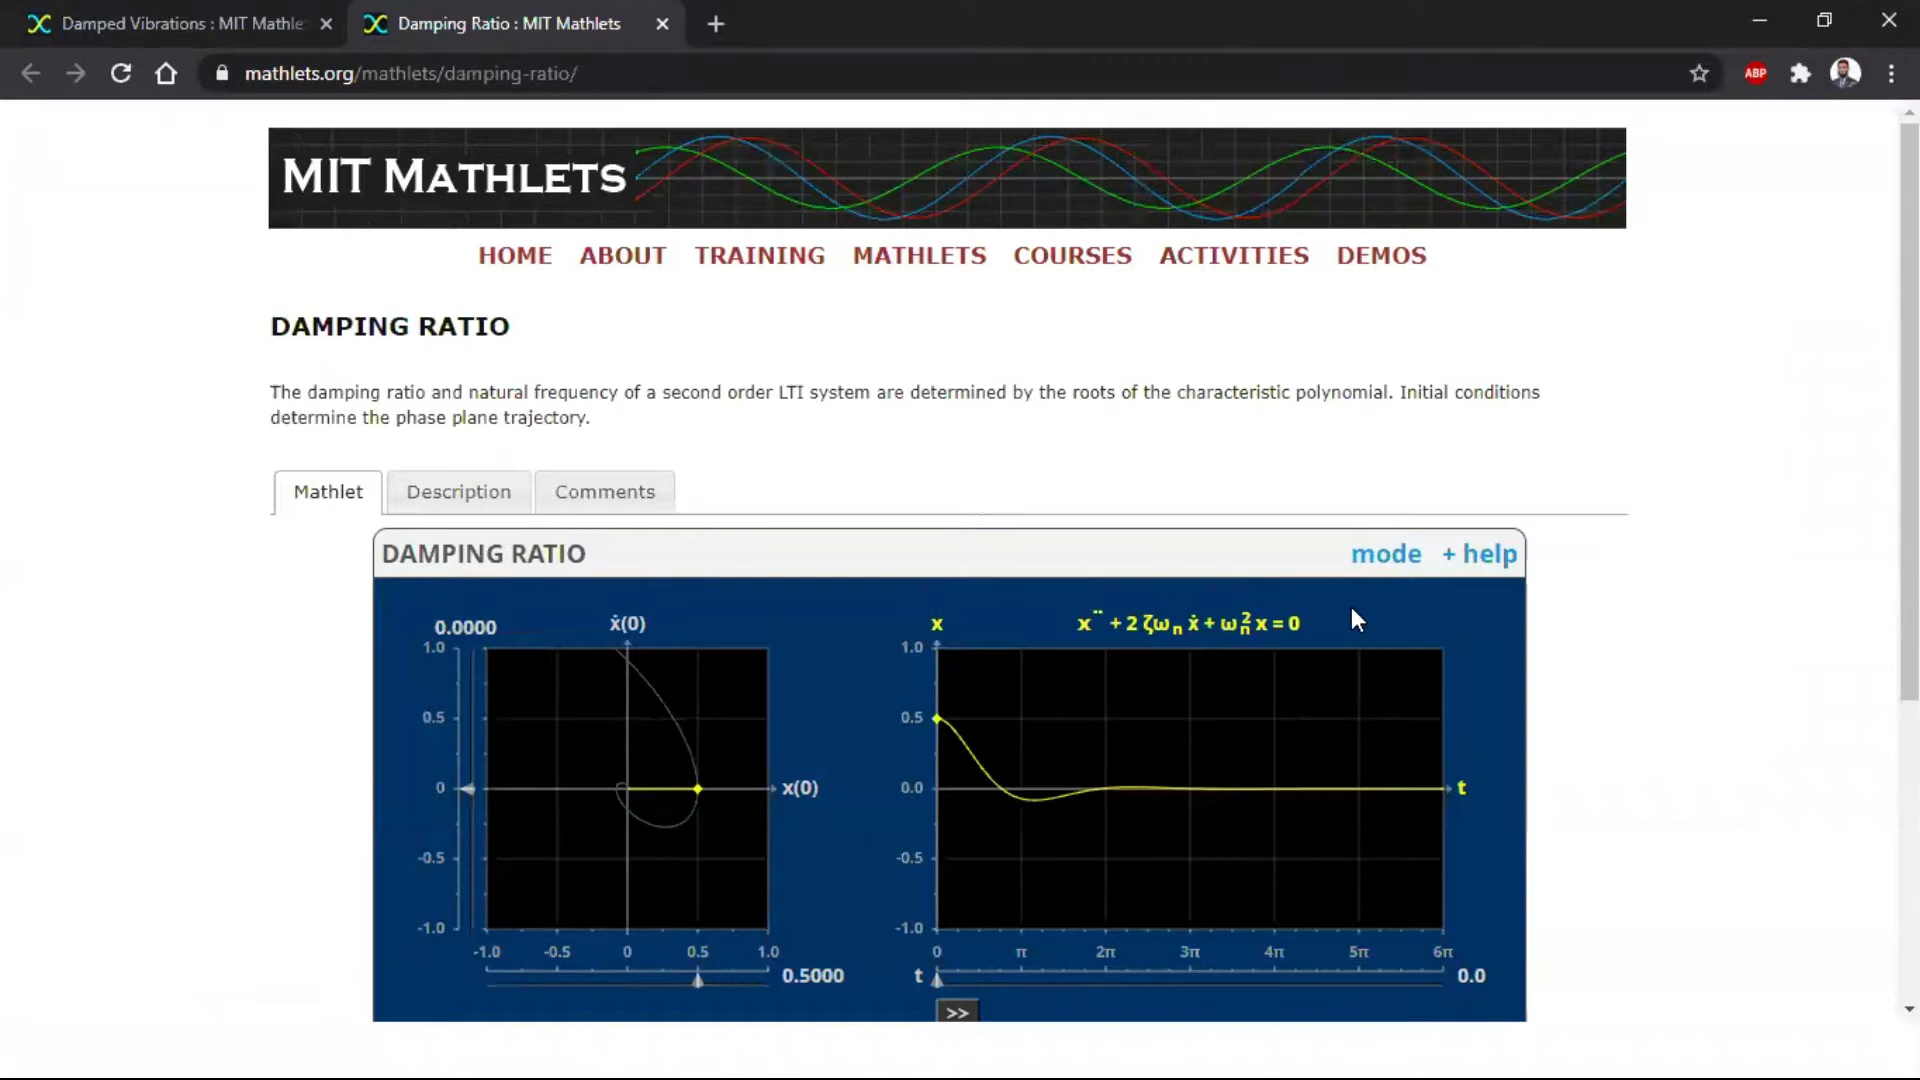 Damped Vibrations : MIT Mathle
Damping Ratio : MIT Mathlets
mathlets.org/mathlets/damping-ratio/
ABP
MIT MATHLETS
HOME ABOUT TRAINING MATHLETS COURSES ACTIVITIES DEMOS
DAMPING RATIO
The damping ratio and natural frequency of a second order LTI system are determined by the roots of the characteristic polynomial. Initial conditions
determine the phase plane trajectory.
Mathlet Description Comments
DAMPING RATIO mode + help
0.0000 ẋ(0) x ẍ + 2 ζωₙ ẋ + ωₙ² x = 0
1.0 1.0
0.5 0.5
0 x(0) 0.0 t
-0.5 -0.5
-1.0 -1.0
-1.0 -0.5 0 0.5 1.0 0 π 2π 3π 4π 5π 6π
0.5000 t 0.0
>>